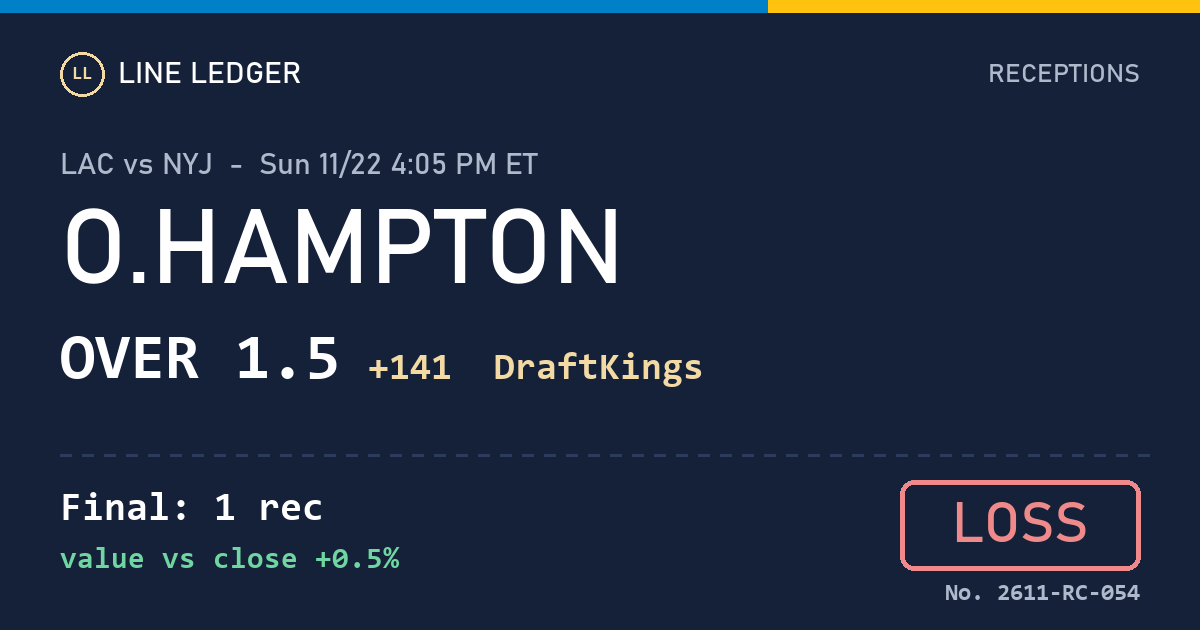 LL LINE LEDGER
RECEPTIONS
LAC vs NYJ - Sun 11/22 4:05 PM ET
O.HAMPTON
OVER 1.5 +141 DraftKings
Final: 1 rec
value vs close +0.5%
LOSS
No. 2611-RC-054